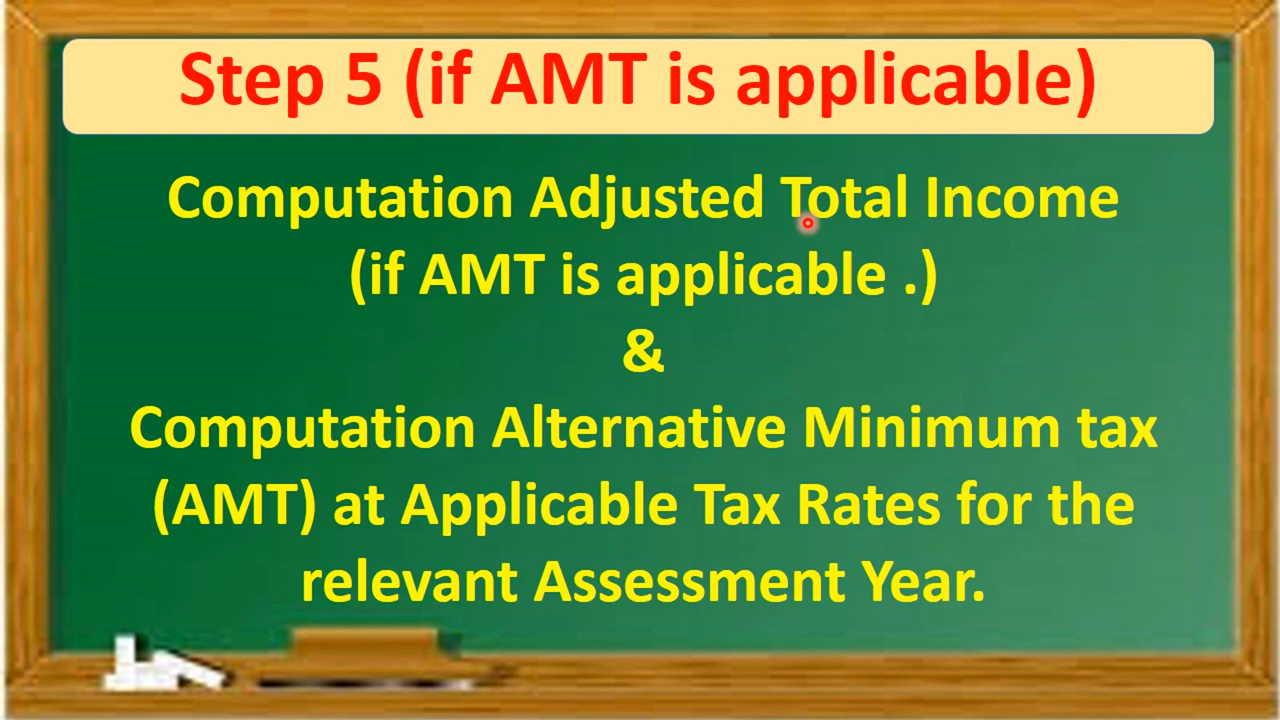 Step 5 (if AMT is applicable)
Computation Adjusted Total Income
(if AMT is applicable .)
&
Computation Alternative Minimum tax
(AMT) at Applicable Tax Rates for the
relevant Assessment Year.